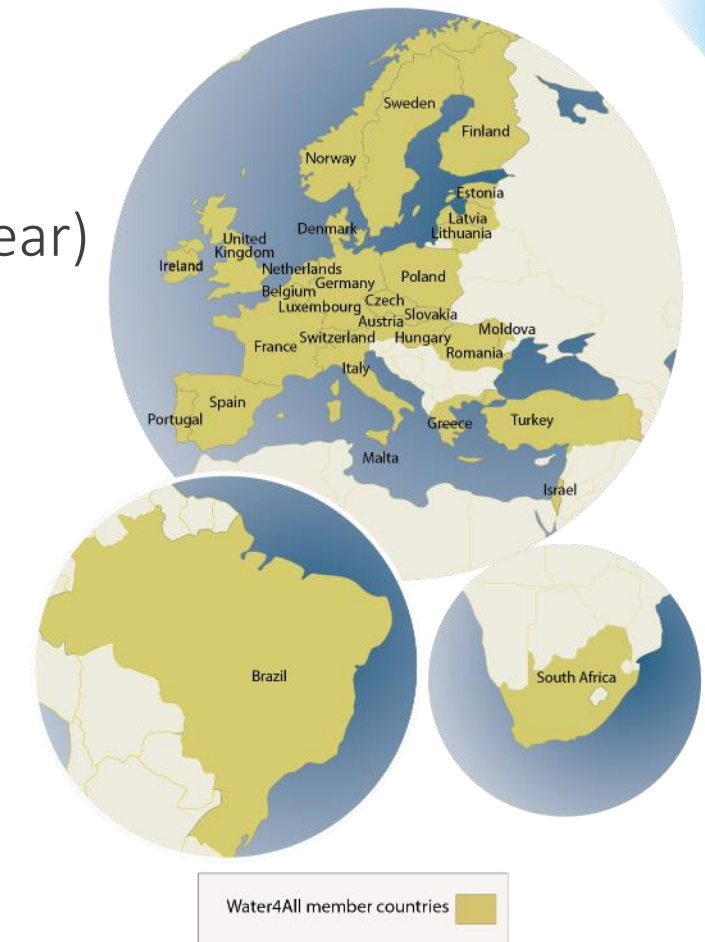 Sweden
Finland
Norway
Estonia
Latvia
Lithuania
Denmark
ear)
United
Kingdom
Ireland
Netherlands
Germany
Poland
Belgium
Luxembourg
Czech
Slovakia
Austria
Moldova
Switzerland
Hungary
France
Romania
Italy
Spain
Portugal
Greece
Turkey
Malta
Israel
Brazil
South Africa
Water4All member countries